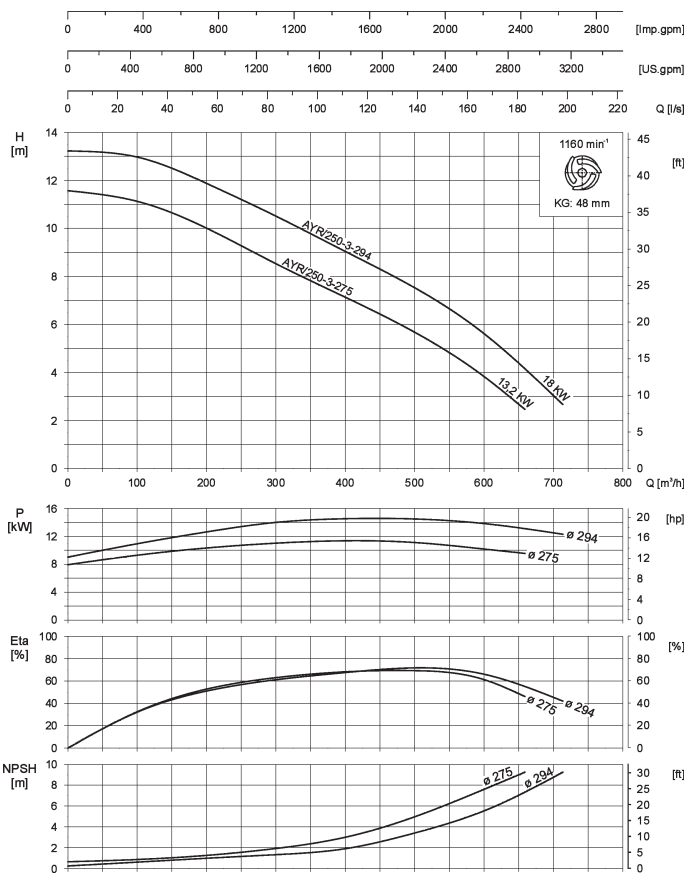 0 400 800 1200 1600 2000 2400 2800 [Imp.gpm]
0 400 800 1200 1600 2000 2400 2800 3200 [US.gpm]
0 20 40 60 80 100 120 140 160 180 200 220 Q [l/s]
H
[m]
14
12
10
8
6
4
2
0
1160 min⁻¹
KG: 48 mm
AYR/250-3-294
AYR/250-3-275
18 KW
13,2 KW
45
[ft]
40
35
30
25
20
15
10
5
0
0 100 200 300 400 500 600 700 800 Q [m³/h]
P
[kW]
16
12
8
4
0
ø 294
ø 275
20 [hp]
16
12
8
4
0
Eta
[%]
100
80
60
40
20
0
ø 275
ø 294
100 [%]
80
60
40
20
0
NPSH
[m]
10
8
6
4
2
0
ø 275
ø 294
30 [ft]
25
20
15
10
5
0